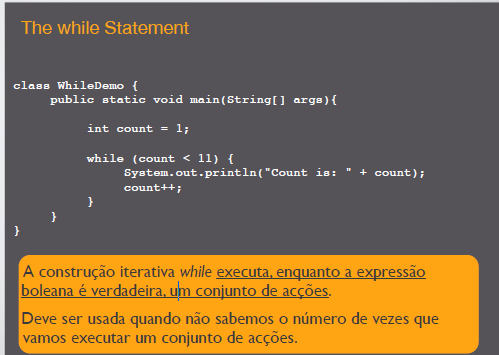 The while Statement
class WhileDemo {
public static void main(String[] args){
int count = 1;
while (count < 11) {
System.out.println("Count is: " + count);
count++;
}
}
}
A construção iterativa while executa, enquanto a expressão
boleana é verdadeira, um conjunto de acções.
Deve ser usada quando não sabemos o número de vezes que
vamos executar um conjunto de acções.